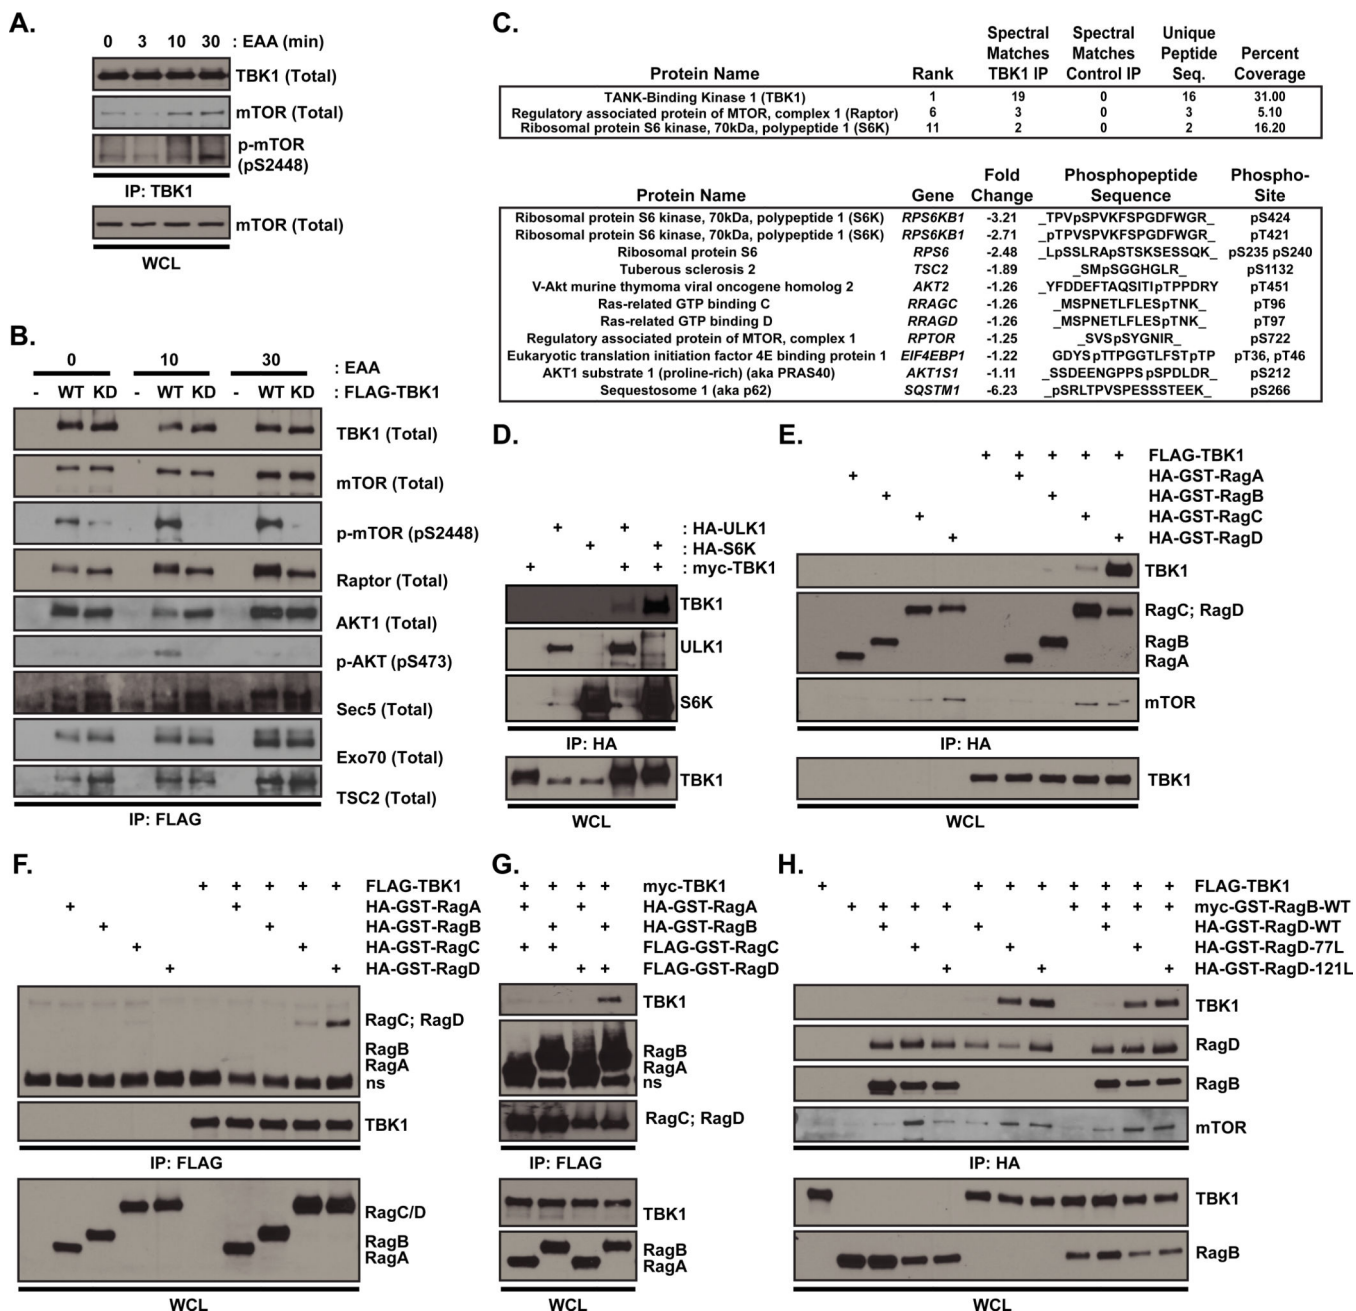 A.
0 3 10 30 : EAA (min)
TBK1 (Total)
mTOR (Total)
p-mTOR
(pS2448)
IP: TBK1
mTOR (Total)
WCL
B.
0 10 30 : EAA
- WT KD - WT KD - WT KD : FLAG-TBK1
TBK1 (Total)
mTOR (Total)
p-mTOR (pS2448)
Raptor (Total)
AKT1 (Total)
p-AKT (pS473)
Sec5 (Total)
Exo70 (Total)
TSC2 (Total)
IP: FLAG
C.
Protein Name Rank Spectral Matches TBK1 IP Spectral Matches Control IP Unique Peptide Seq. Percent Coverage
TANK-Binding Kinase 1 (TBK1) 1 19 0 16 31.00
Regulatory associated protein of MTOR, complex 1 (Raptor) 6 3 0 3 5.10
Ribosomal protein S6 kinase, 70kDa, polypeptide 1 (S6K) 11 2 0 2 16.20
Protein Name Gene Fold Change Phosphopeptide Sequence Phospho-Site
Ribosomal protein S6 kinase, 70kDa, polypeptide 1 (S6K) RPS6KB1 -3.21 _TPVpSPVKFSPGDFWGR_ pS424
Ribosomal protein S6 kinase, 70kDa, polypeptide 1 (S6K) RPS6KB1 -2.71 _pTPVSPVKFSPGDFWGR_ pT421
Ribosomal protein S6 RPS6 -2.48 _LpSSLRApSTSKSESSQK_ pS235 pS240
Tuberous sclerosis 2 TSC2 -1.89 _SMpSGGHGLR_ pS1132
V-Akt murine thymoma viral oncogene homolog 2 AKT2 -1.26 _YFDDEFTAQSITIpTPPDRY pT451
Ras-related GTP binding C RRAGC -1.26 _MSPNETLFLESpTNK_ pT96
Ras-related GTP binding D RRAGD -1.26 _MSPNETLFLESpTNK_ pT97
Regulatory associated protein of MTOR, complex 1 RPTOR -1.25 _SVSpSYGNIR_ pS722
Eukaryotic translation initiation factor 4E binding protein 1 EIF4EBP1 -1.22 GDYSpTTPGGTLFSTpTP pT36, pT46
AKT1 substrate 1 (proline-rich) (aka PRAS40) AKT1S1 -1.11 _SSDEENGPPSpSPDLDR_ pS212
Sequestosome 1 (aka p62) SQSTM1 -6.23 _pSRLTPVSPESSSTEEK_ pS266
D.
+ + : HA-ULK1
+ + : HA-S6K
+ + + : myc-TBK1
TBK1
ULK1
S6K
IP: HA
TBK1
WCL
E.
+ + + + + FLAG-TBK1
+ + HA-GST-RagA
+ + HA-GST-RagB
+ + HA-GST-RagC
+ + HA-GST-RagD
TBK1
RagC; RagD
RagB
RagA
mTOR
IP: HA
TBK1
WCL
F.
+ + + + + FLAG-TBK1
+ + HA-GST-RagA
+ + HA-GST-RagB
+ + HA-GST-RagC
+ + HA-GST-RagD
RagC; RagD
RagB
RagA
ns
TBK1
IP: FLAG
RagC/D
RagB
RagA
WCL
G.
+ + + + myc-TBK1
+ + HA-GST-RagA
+ + HA-GST-RagB
+ + FLAG-GST-RagC
+ + FLAG-GST-RagD
TBK1
RagB
RagA
ns
RagC; RagD
IP: FLAG
TBK1
RagB
RagA
WCL
H.
+ + + + + + + + FLAG-TBK1
+ + + + + + + + myc-GST-RagB-WT
+ + + HA-GST-RagD-WT
+ + + HA-GST-RagD-77L
+ + + HA-GST-RagD-121L
TBK1
RagD
RagB
mTOR
IP: HA
TBK1
RagB
WCL